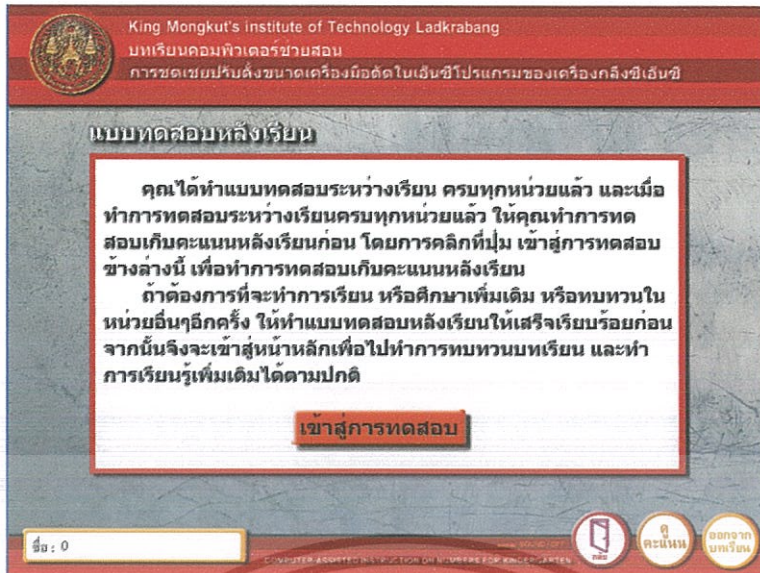 King Mongkut's institute of Technology Ladkrabang
บทเรียนคอมพิวเตอร์ช่วยสอน
การชดเชยปรับตั้งขนาดเครื่องมือตัดในเอ็นซีโปรแกรมของเครื่องกลึงซีเอ็นซี
แบบทดสอบหลังเรียน
คุณได้ทำแบบทดสอบระหว่างเรียน ครบทุกหน่วยแล้ว และเมื่อ
ทำการทดสอบระหว่างเรียนครบทุกหน่วยแล้ว ให้คุณทำการทด
สอบเก็บคะแนนหลังเรียนก่อน โดยการคลิกที่ปุ่ม เข้าสู่การทดสอบ
ข้างล่างนี้ เพื่อทำการทดสอบเก็บคะแนนหลังเรียน
ถ้าต้องการที่จะทำการเรียน หรือศึกษาเพิ่มเติม หรือทบทวนใน
หน่วยอื่นๆอีกครั้ง ให้ทำแบบทดสอบหลังเรียนให้เสร็จเรียบร้อยก่อน
จากนั้นจึงจะเข้าสู่หน้าหลักเพื่อไปทำการทบทวนบทเรียน และทำ
การเรียนรู้เพิ่มเติมได้ตามปกติ
เข้าสู่การทดสอบ
ชื่อ : 0
กลับ
ดู
คะแนน
ออกจาก
บทเรียน
COMPUTER ASSISTED INSTRUCTION ON NUMBERS FOR KINDERGARTEN